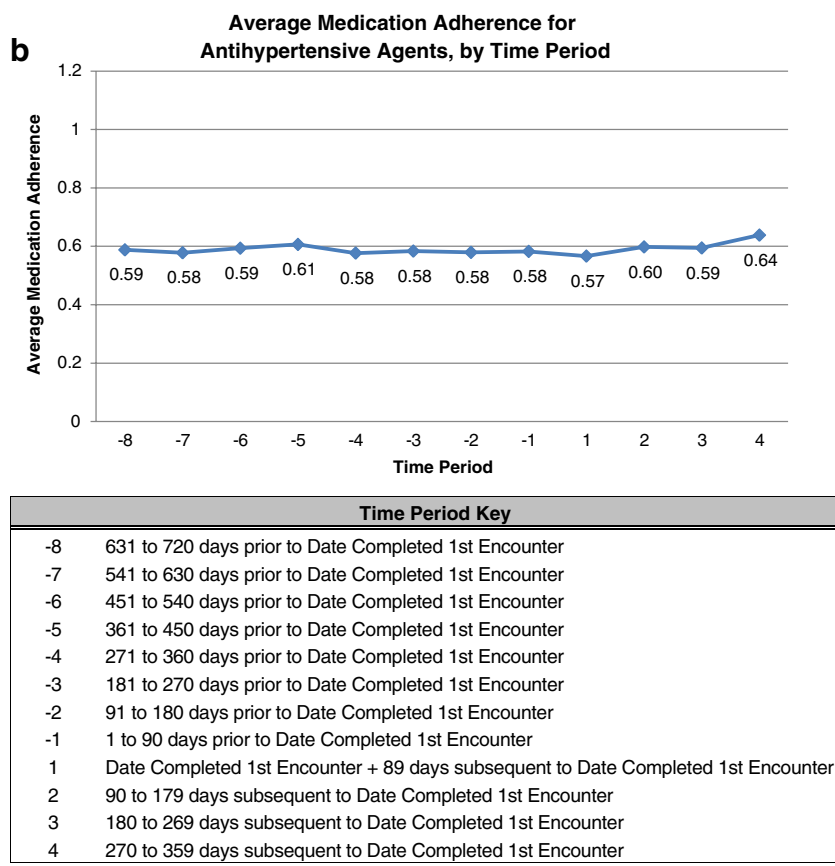 b
Average Medication Adherence for
Antihypertensive Agents, by Time Period
Average Medication Adherence
1.2
1
0.8
0.6
0.4
0.2
0
0.59 0.58 0.59 0.61 0.58 0.58 0.58 0.58 0.57 0.60 0.59 0.64
-8 -7 -6 -5 -4 -3 -2 -1 1 2 3 4
Time Period
Time Period Key
-8 631 to 720 days prior to Date Completed 1st Encounter
-7 541 to 630 days prior to Date Completed 1st Encounter
-6 451 to 540 days prior to Date Completed 1st Encounter
-5 361 to 450 days prior to Date Completed 1st Encounter
-4 271 to 360 days prior to Date Completed 1st Encounter
-3 181 to 270 days prior to Date Completed 1st Encounter
-2 91 to 180 days prior to Date Completed 1st Encounter
-1 1 to 90 days prior to Date Completed 1st Encounter
1 Date Completed 1st Encounter + 89 days subsequent to Date Completed 1st Encounter
2 90 to 179 days subsequent to Date Completed 1st Encounter
3 180 to 269 days subsequent to Date Completed 1st Encounter
4 270 to 359 days subsequent to Date Completed 1st Encounter